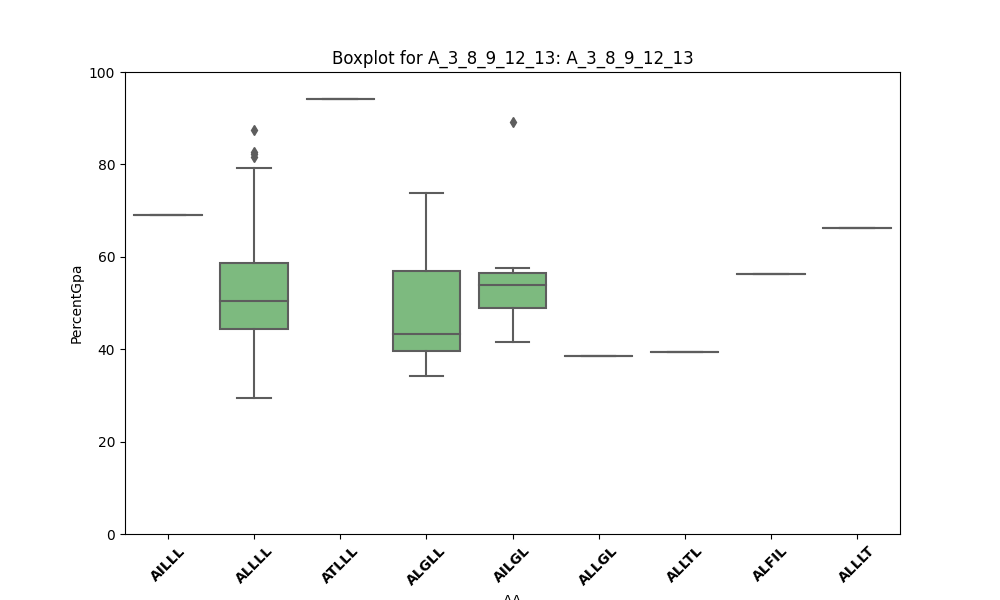 Boxplot for A_3_8_9_12_13: A_3_8_9_12_13
PercentGpa
100
80
60
40
20
0
AILLL
ALLLL
ATLLL
ALGLL
AILGL
ALLGL
ALLTL
ALFIL
ALLLT
AA